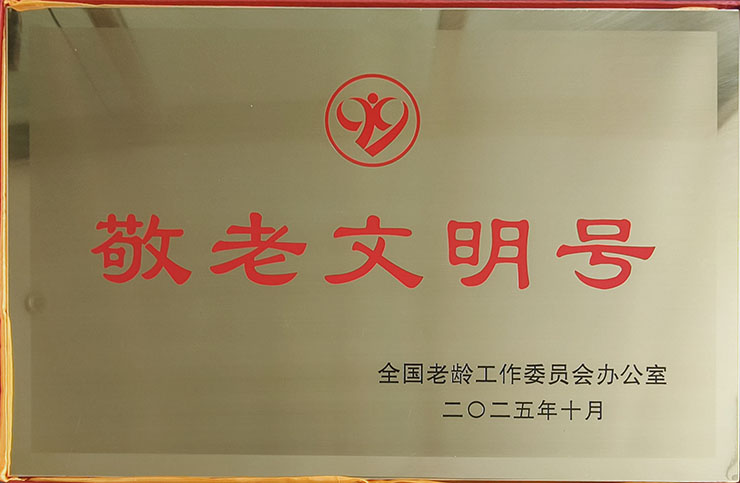 敬老文明号
全国老龄工作委员会办公室
二〇二五年十月